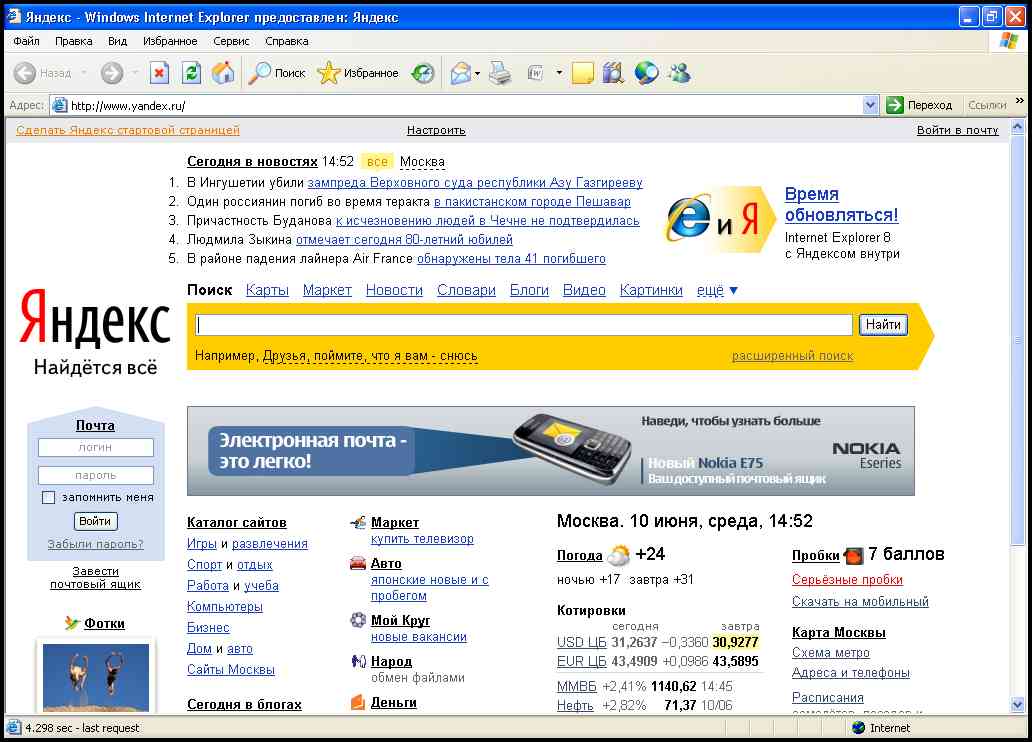 Яндекс - Windows Internet Explorer предоставлен: Яндекс
Файл Правка Вид Избранное Сервис Справка
Назад Поиск Избранное
Адрес: http://www.yandex.ru/ Переход Ссылки »
Сделать Яндекс стартовой страницей Настроить Войти в почту
Сегодня в новостях 14:52 все Москва
1. В Ингушетии убили зампреда Верховного суда республики Азу Газгирееву
2. Один россиянин погиб во время теракта в пакистанском городе Пешавар
3. Причастность Буданова к исчезновению людей в Чечне не подтвердилась
4. Людмила Зыкина отмечает сегодня 80-летний юбилей
5. В районе падения лайнера Air France обнаружены тела 41 погибшего
и Я
Время
обновляться!
Internet Explorer 8
с Яндексом внутри
Яндекс
Найдётся всё
Поиск Карты Маркет Новости Словари Блоги Видео Картинки ещё ▼
Найти
Например, Друзья, поймите, что я вам - снюсь расширенный поиск
Почта
логин
пароль
запомнить меня
Войти
Забыли пароль?
Завести
почтовый ящик
Фотки
Электронная почта -
это легко!
Наведи, чтобы узнать больше
Новый Nokia E75
Ваш доступный почтовый ящик
NOKIA
Eseries
Каталог сайтов
Игры и развлечения
Спорт и отдых
Работа и учеба
Компьютеры
Бизнес
Дом и авто
Сайты Москвы
Сегодня в блогах
Маркет
купить телевизор
Авто
японские новые и с
пробегом
Мой Круг
новые вакансии
Народ
обмен файлами
Деньги
Москва. 10 июня, среда, 14:52
Погода +24
ночью +17 завтра +31
Котировки
сегодня завтра
USD ЦБ 31,2637 −0,3360 30,9277
EUR ЦБ 43,4909 +0,0986 43,5895
ММВБ +2,41% 1140,62 14:45
Нефть +2,82% 71,37 10/06
Пробки 7 баллов
Серьёзные пробки
Скачать на мобильный
Карта Москвы
Схема метро
Адреса и телефоны
Расписания
4.298 sec - last request Internet